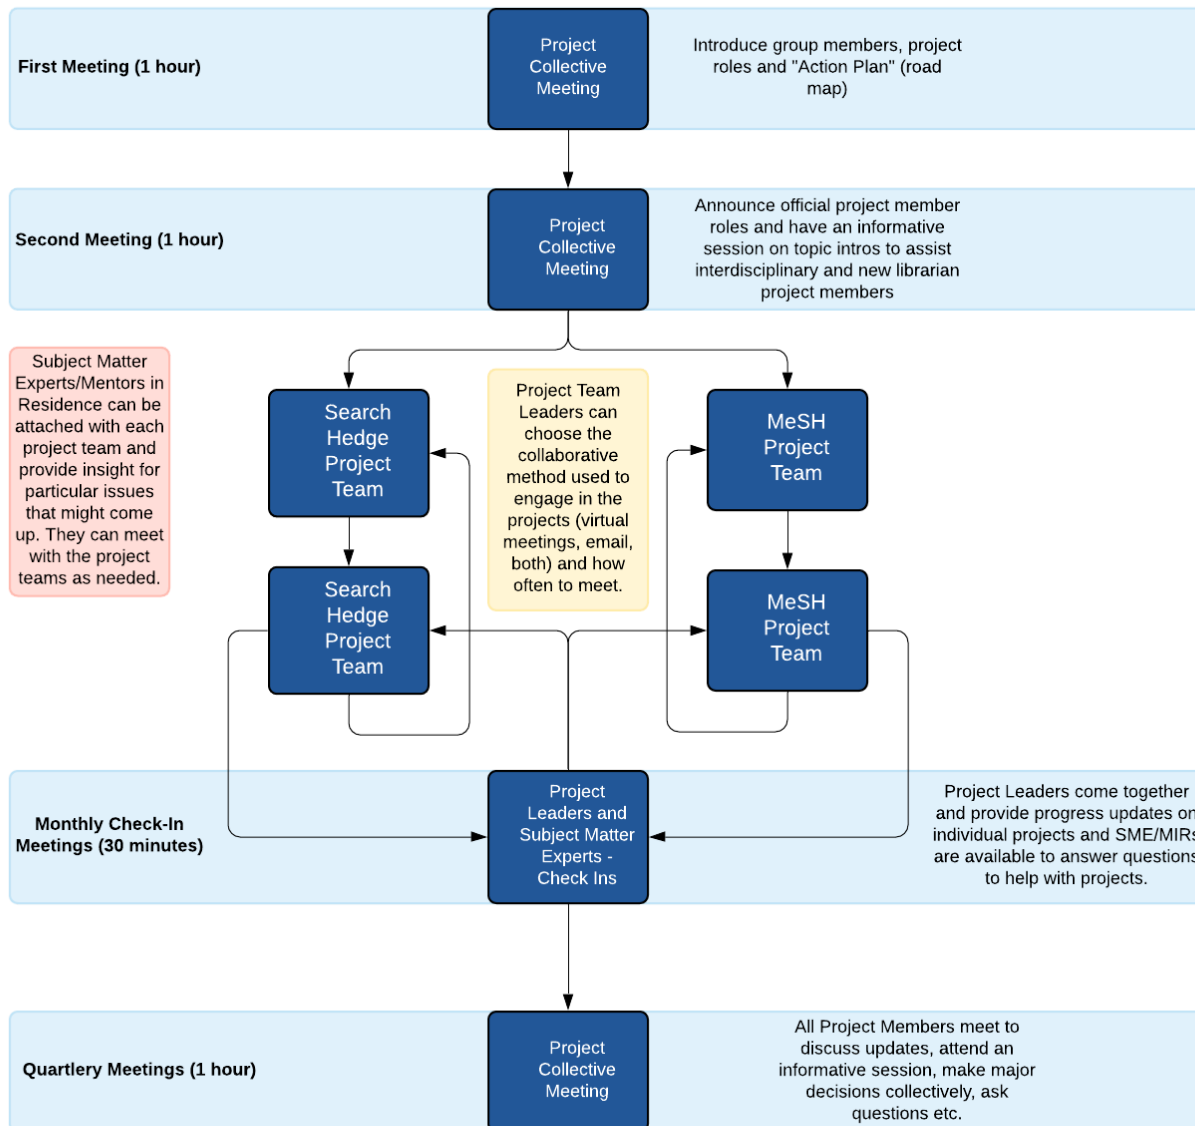 First Meeting (1 hour)
Project
Collective
Meeting
Introduce group members, project
roles and "Action Plan" (road
map)
Second Meeting (1 hour)
Project
Collective
Meeting
Announce official project member
roles and have an informative
session on topic intros to assist
interdisciplinary and new librarian
project members
Subject Matter
Experts/Mentors in
Residence can be
attached with each
project team and
provide insight for
particular issues
that might come
up. They can meet
with the project
teams as needed.
Search
Hedge
Project
Team
Project Team
Leaders can
choose the
collaborative
method used to
engage in the
projects (virtual
meetings, email,
both) and how
often to meet.
MeSH
Project
Team
Search
Hedge
Project
Team
MeSH
Project
Team
Monthly Check-In
Meetings (30 minutes)
Project
Leaders and
Subject Matter
Experts -
Check Ins
Project Leaders come together
and provide progress updates on
individual projects and SME/MIRs
are available to answer questions
to help with projects.
Quartlery Meetings (1 hour)
Project
Collective
Meeting
All Project Members meet to
discuss updates, attend an
informative session, make major
decisions collectively, ask
questions etc.